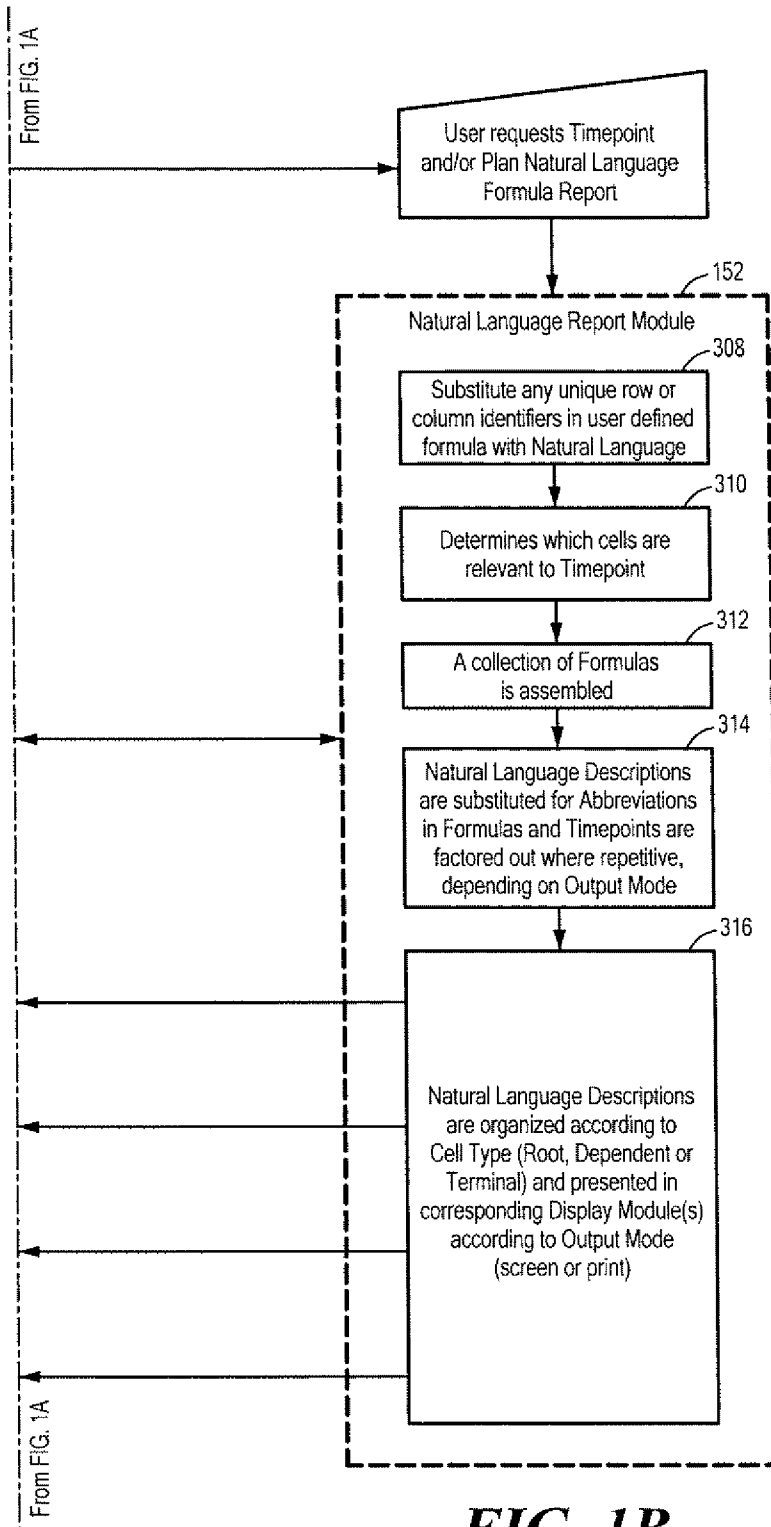 From FIG. 1A
User requests Timepoint
and/or Plan Natural Language
Formula Report
152
Natural Language Report Module
308
Substitute any unique row or
column identifiers in user defined
formula with Natural Language
310
Determines which cells are
relevant to Timepoint
312
A collection of Formulas
is assembled
314
Natural Language Descriptions
are substituted for Abbreviations
in Formulas and Timepoints are
factored out where repetitive,
depending on Output Mode
316
Natural Language Descriptions
are organized according to
Cell Type (Root, Dependent or
Terminal) and presented in
corresponding Display Module(s)
according to Output Mode
(screen or print)
From FIG. 1A
FIG. 1B